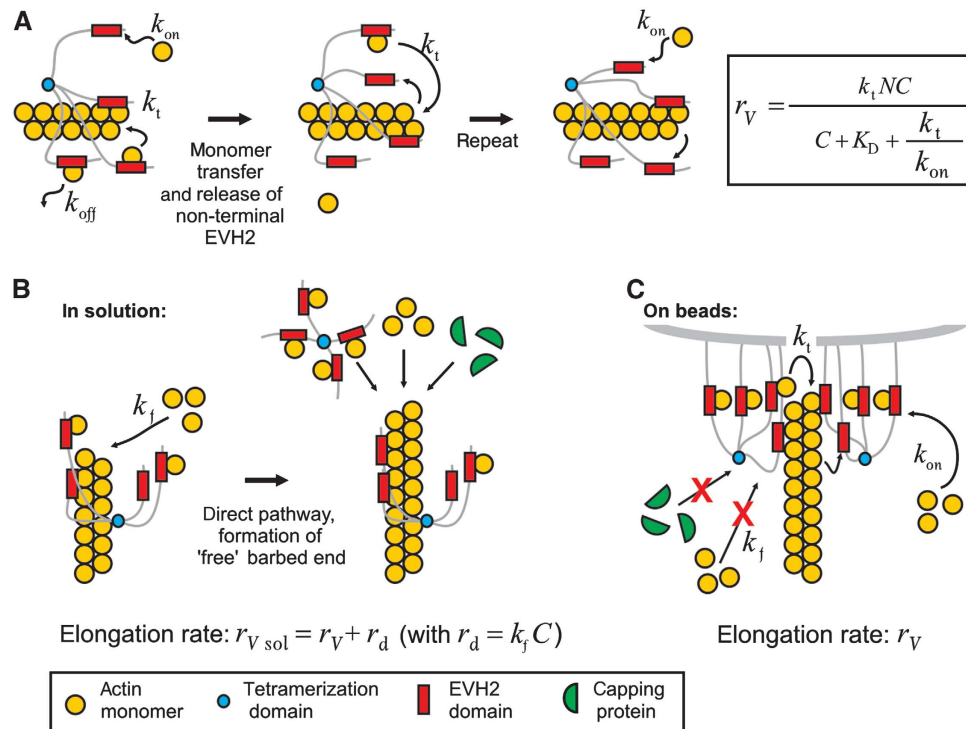 A
k_on
k_t
k_off
Monomer
transfer
and release of
non-terminal
EVH2
k_t
Repeat
k_on
r_V = k_t NC / (C + K_D + k_t / k_on)
B
In solution:
k_f
Direct pathway,
formation of
'free' barbed end
Elongation rate: r_V sol = r_V + r_d (with r_d = k_f C)
C
On beads:
k_t
k_on
X
X
k_f
Elongation rate: r_V
Actin
monomer
Tetramerization
domain
EVH2
domain
Capping
protein